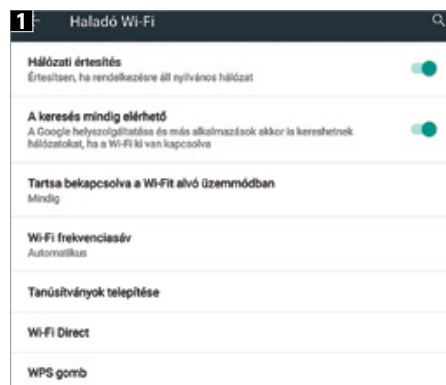 1 Haladó Wi-Fi
Hálózati értesítés
Értesítsen, ha rendelkezésre áll nyilvános hálózat
A keresés mindig elérhető
A Google helyszolgáltatása és más alkalmazások akkor is kereshetnek
hálózatokat, ha a Wi-Fi ki van kapcsolva
Tartsa bekapcsolva a Wi-Fit alvó üzemmódban
Mindig
Wi-Fi frekvenciasáv
Automatikus
Tanúsítványok telepítése
Wi-Fi Direct
WPS gomb